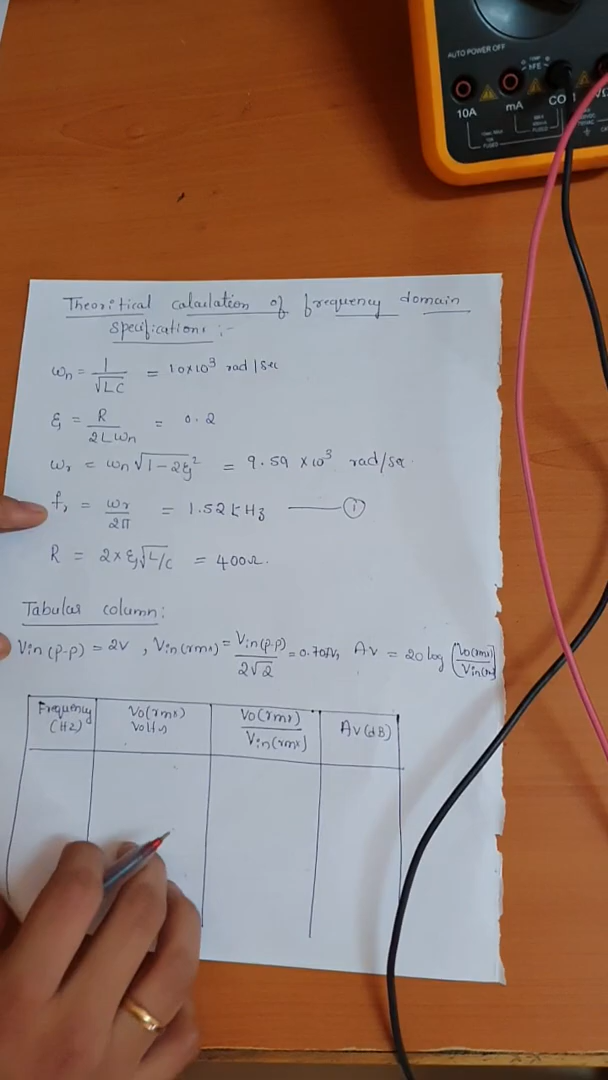 AUTO POWER OFF
hFE
10A mA CO
Theoritical calculation of frequency domain
specifications :-
ωn = 1/√LC = 10×10³ rad/sec
ξ = R/2Lωn = 0.2
ωr = ωn √1-2ξ² = 9.59 ×10³ rad/sec
fr = ωr/2π = 1.52 kHz —— ①
R = 2×ξ√L/C = 400Ω.
Tabular column:
Vin(p-p) = 2V , Vin(rms) = Vin(p-p)/2√2 = 0.707V, Av = 20 log (Vo(rms)/Vin(rms)
Frequency (Hz) Vo(rms) Volts Vo(rms)/Vin(rms) Av(dB)